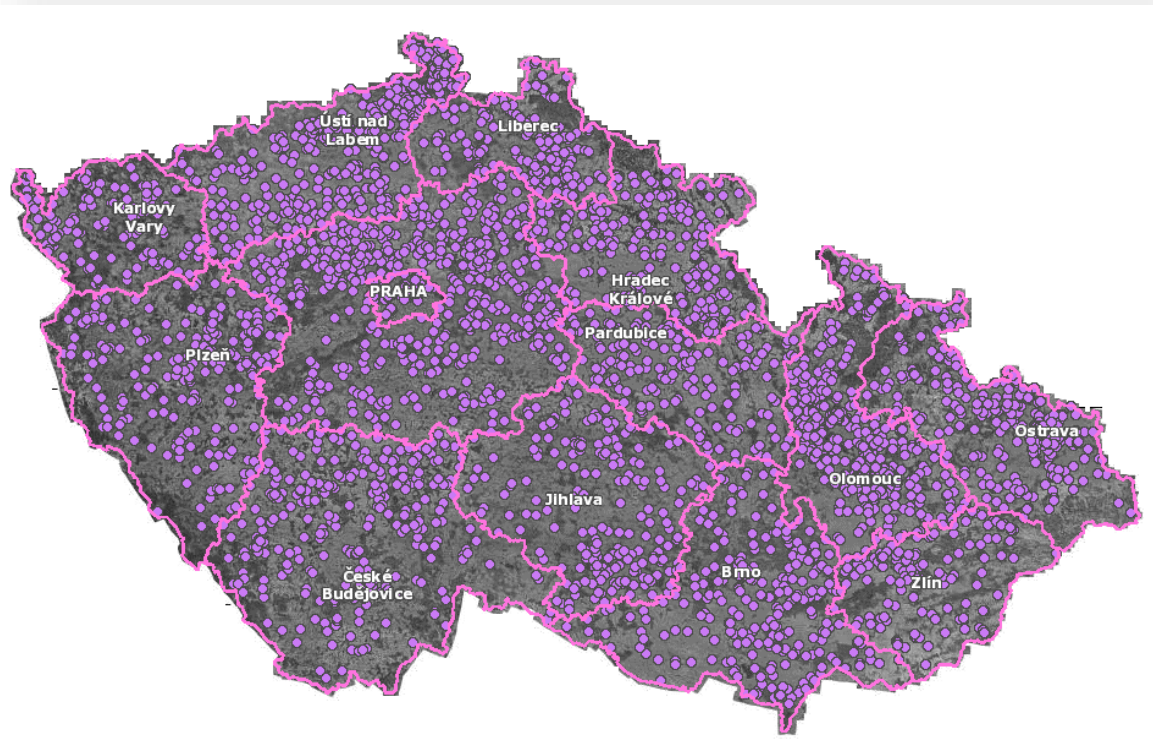 Ústí nad
Labem
Liberec
Karlovy
Vary
PRAHA
Hradec
Králové
Pardubice
Plzeň
Ostrava
Olomouc
Jihlava
Brno
Zlín
České
Budějovice